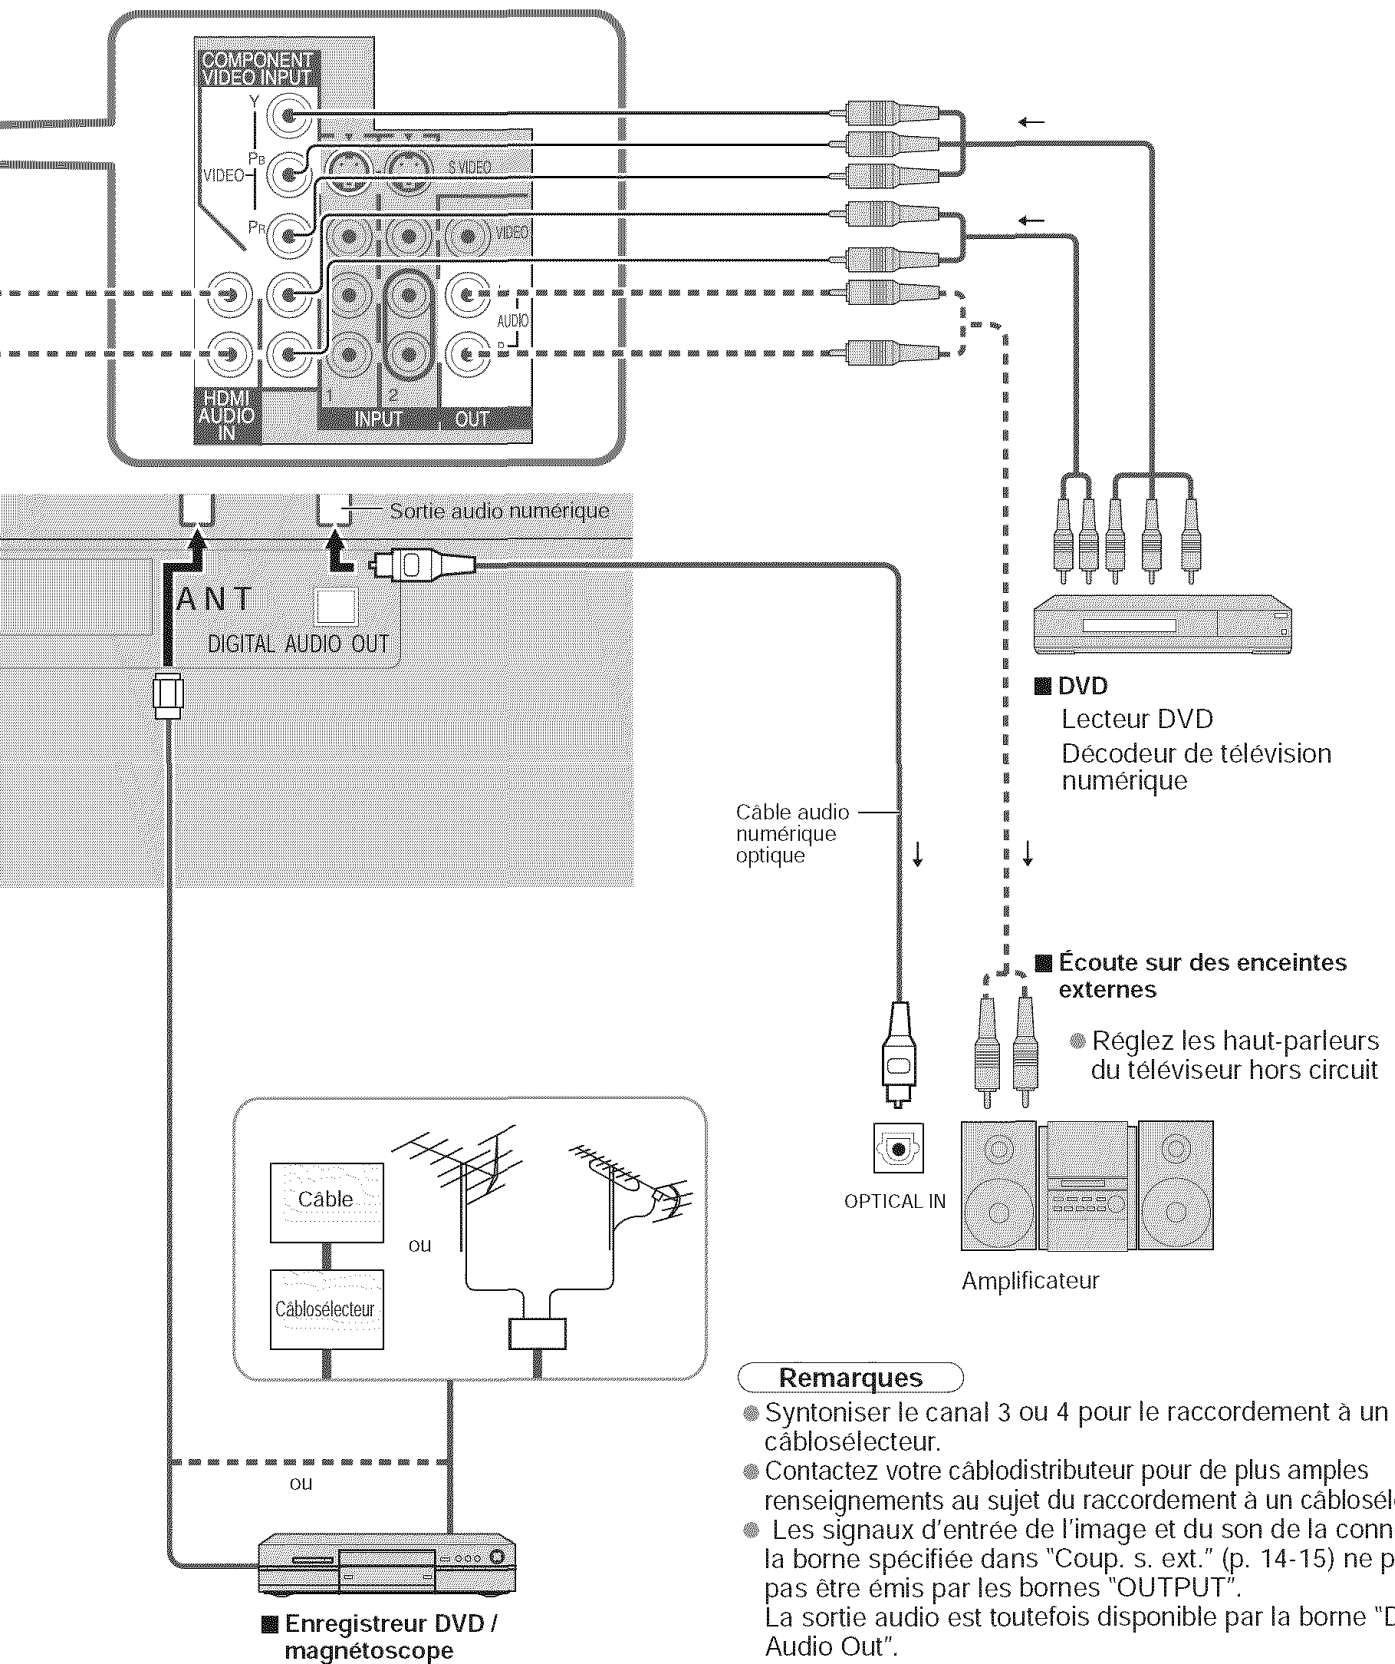 COMPONENT
VIDEO INPUT
Y
PB
VIDEO
PR
S VIDEO
VIDEO
AUDIO
R
1
2
HDMI
AUDIO
IN
INPUT
OUT
Sortie audio numérique
ANT
DIGITAL AUDIO OUT
■ DVD
Lecteur DVD
Décodeur de télévision
numérique
Câble audio
numérique
optique
■ Écoute sur des enceintes
externes
● Réglez les haut-parleurs
du téléviseur hors circuit
Câble
ou
Câblosélecteur
OPTICAL IN
Amplificateur
ou
■ Enregistreur DVD /
magnétoscope
Remarques
● Syntoniser le canal 3 ou 4 pour le raccordement à un
câblosélecteur.
● Contactez votre câblodistributeur pour de plus amples
renseignements au sujet du raccordement à un
● Les signaux d'entrée de l'image et du son de la
la borne spécifiée dans "Coup. s. ext." (p. 14-15) ne
pas être émis par les bornes "OUTPUT".
La sortie audio est toutefois disponible par la borne
Audio Out".